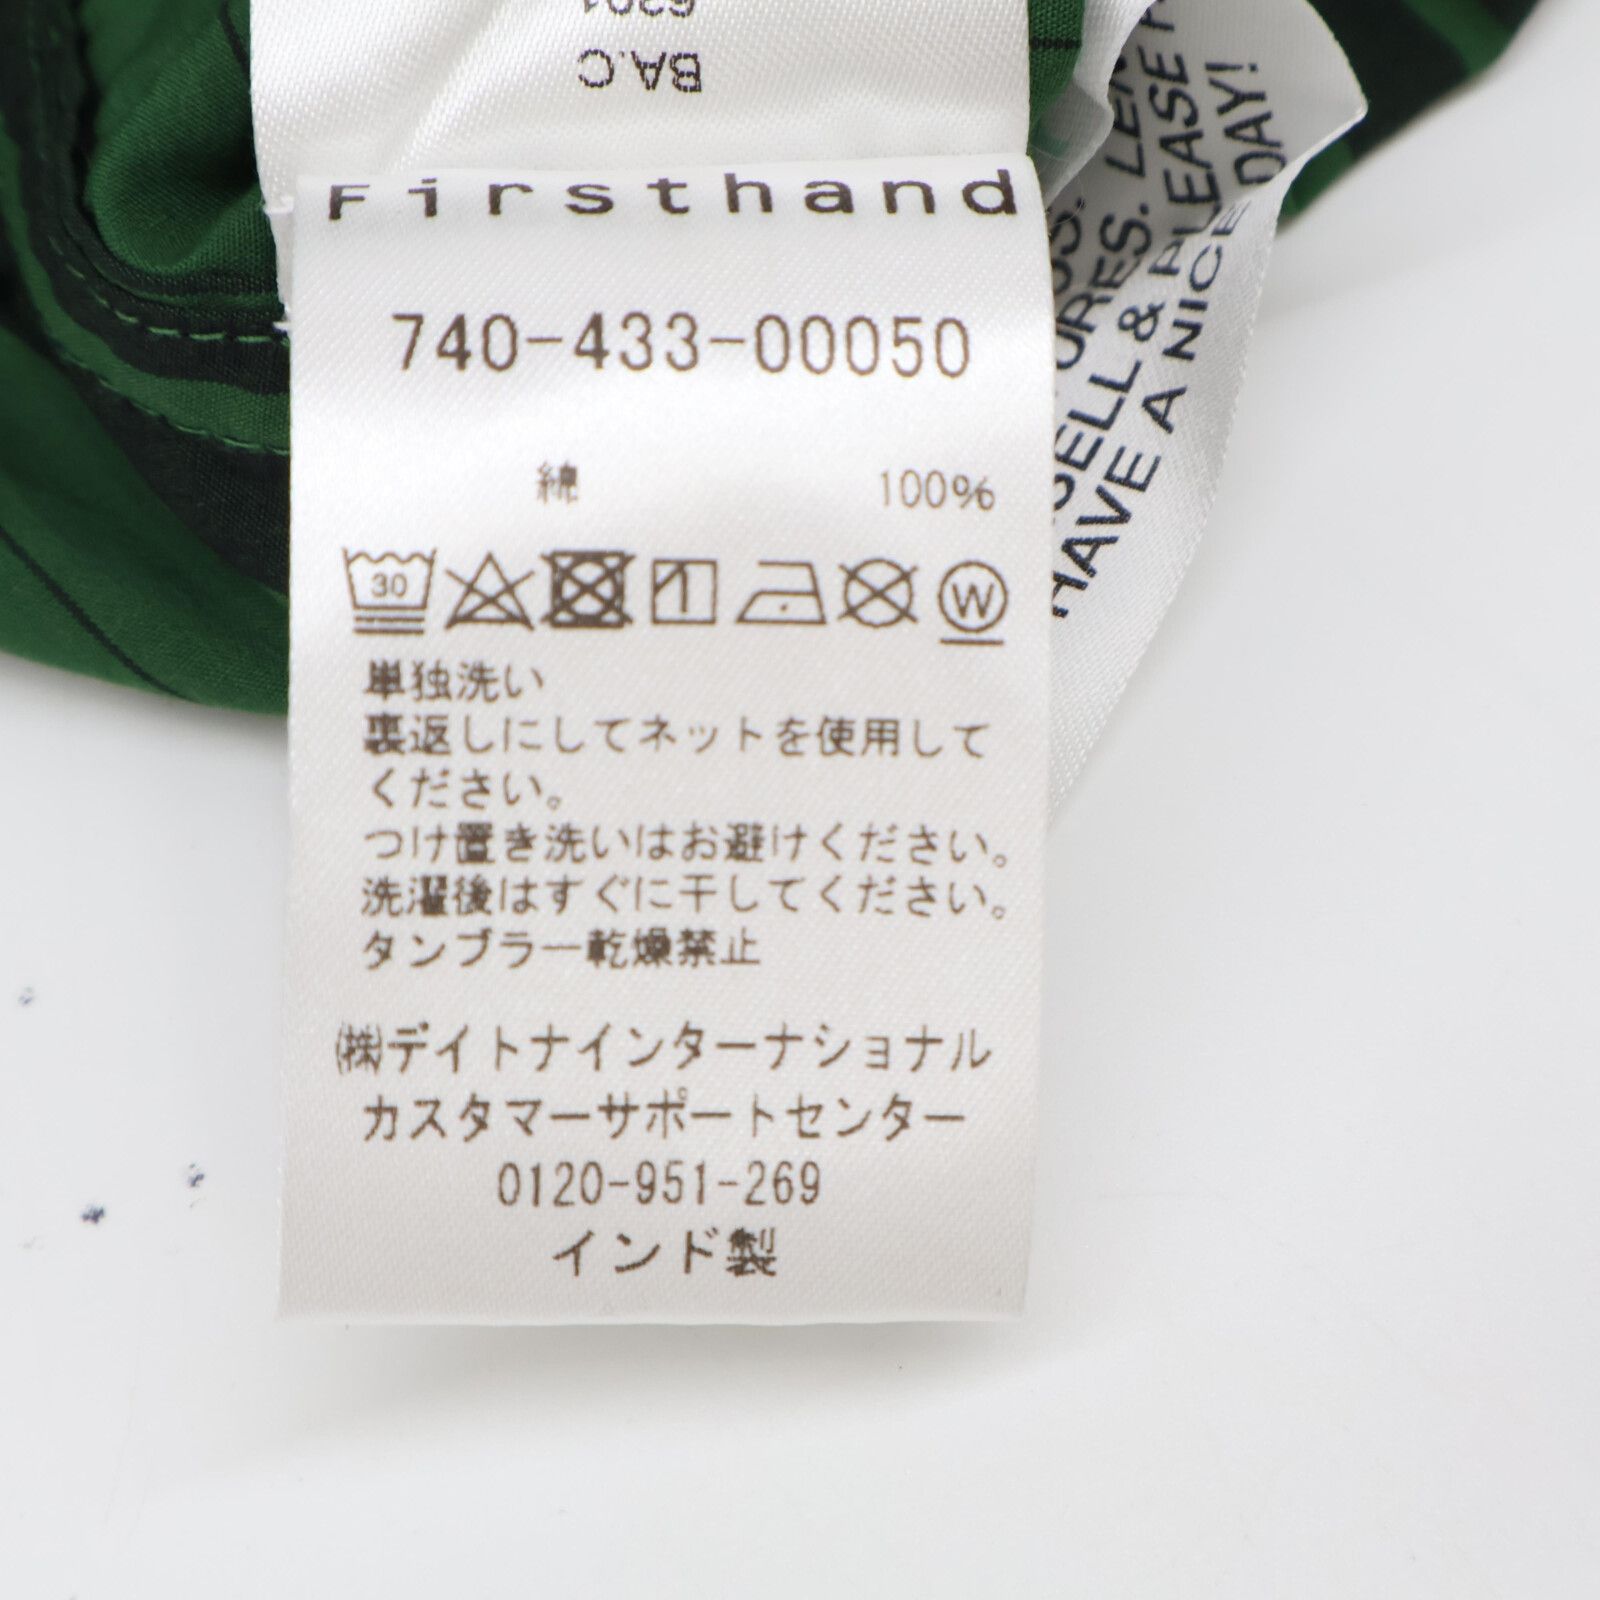 BA.C
Firsthand
740-433-00050
綿 100%
30
W
単独洗い
裏返しにしてネットを使用して
ください。
つけ置き洗いはお避けください。
洗濯後はすぐに干してください。
タンブラー乾燥禁止
㈱デイトナインターナショナル
カスタマーサポートセンター
0120-951-269
インド製
& PLEASE
HAVE A NICE DAY!